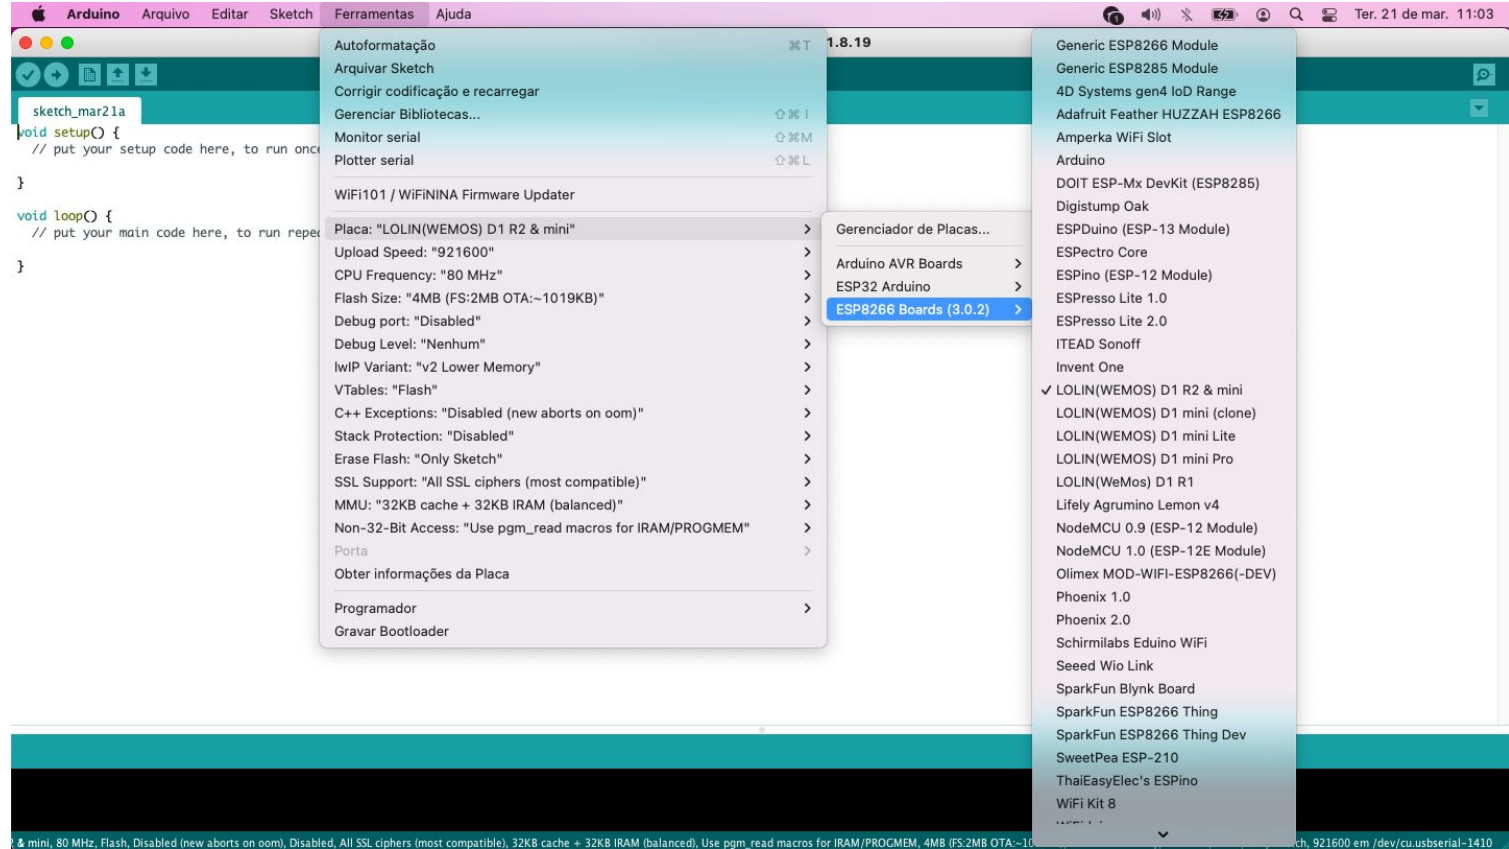 Arduino Arquivo Editar Sketch Ferramentas Ajuda Ter. 21 de mar. 11:03
1.8.19
sketch_mar21a
void setup() {
// put your setup code here, to run once
}
void loop() {
// put your main code here, to run repe
}
Autoformatação ⌘T
Arquivar Sketch
Corrigir codificação e recarregar
Gerenciar Bibliotecas... ⇧⌘I
Monitor serial ⇧⌘M
Plotter serial ⇧⌘L
WiFi101 / WiFiNINA Firmware Updater
Placa: "LOLIN(WEMOS) D1 R2 & mini"
Upload Speed: "921600"
CPU Frequency: "80 MHz"
Flash Size: "4MB (FS:2MB OTA:~1019KB)"
Debug port: "Disabled"
Debug Level: "Nenhum"
lwIP Variant: "v2 Lower Memory"
VTables: "Flash"
C++ Exceptions: "Disabled (new aborts on oom)"
Stack Protection: "Disabled"
Erase Flash: "Only Sketch"
SSL Support: "All SSL ciphers (most compatible)"
MMU: "32KB cache + 32KB IRAM (balanced)"
Non-32-Bit Access: "Use pgm_read macros for IRAM/PROGMEM"
Porta
Obter informações da Placa
Programador
Gravar Bootloader
Gerenciador de Placas...
Arduino AVR Boards
ESP32 Arduino
ESP8266 Boards (3.0.2)
Generic ESP8266 Module
Generic ESP8285 Module
4D Systems gen4 IoD Range
Adafruit Feather HUZZAH ESP8266
Amperka WiFi Slot
Arduino
DOIT ESP-Mx DevKit (ESP8285)
Digistump Oak
ESPDuino (ESP-13 Module)
ESPectro Core
ESPino (ESP-12 Module)
ESPresso Lite 1.0
ESPresso Lite 2.0
ITEAD Sonoff
Invent One
✓ LOLIN(WEMOS) D1 R2 & mini
LOLIN(WEMOS) D1 mini (clone)
LOLIN(WEMOS) D1 mini Lite
LOLIN(WEMOS) D1 mini Pro
LOLIN(WeMos) D1 R1
Lifely Agrumino Lemon v4
NodeMCU 0.9 (ESP-12 Module)
NodeMCU 1.0 (ESP-12E Module)
Olimex MOD-WIFI-ESP8266(-DEV)
Phoenix 1.0
Phoenix 2.0
Schirmilabs Eduino WiFi
Seeed Wio Link
SparkFun Blynk Board
SparkFun ESP8266 Thing
SparkFun ESP8266 Thing Dev
SweetPea ESP-210
ThaiEasyElec's ESPino
WiFi Kit 8
& mini, 80 MHz, Flash, Disabled (new aborts on oom), Disabled, All SSL ciphers (most compatible), 32KB cache + 32KB IRAM (balanced), Use pgm_read macros for IRAM/PROGMEM, 4MB (FS:2MB OTA:~10 ch, 921600 em /dev/cu.usbserial-1410